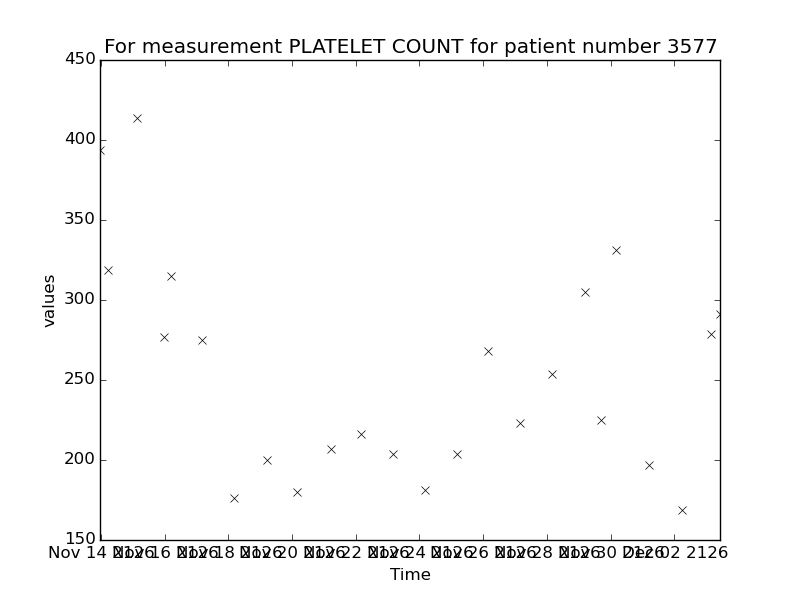 For measurement PLATELET COUNT for patient number 3577
450
400
350
300
250
200
150
values
Nov 14 2126 Nov 16 2126 Nov 18 2126 Nov 20 2126 Nov 22 2126 Nov 24 2126 Nov 26 2126 Nov 28 2126 Nov 30 2126 Dec 02 2126
Time